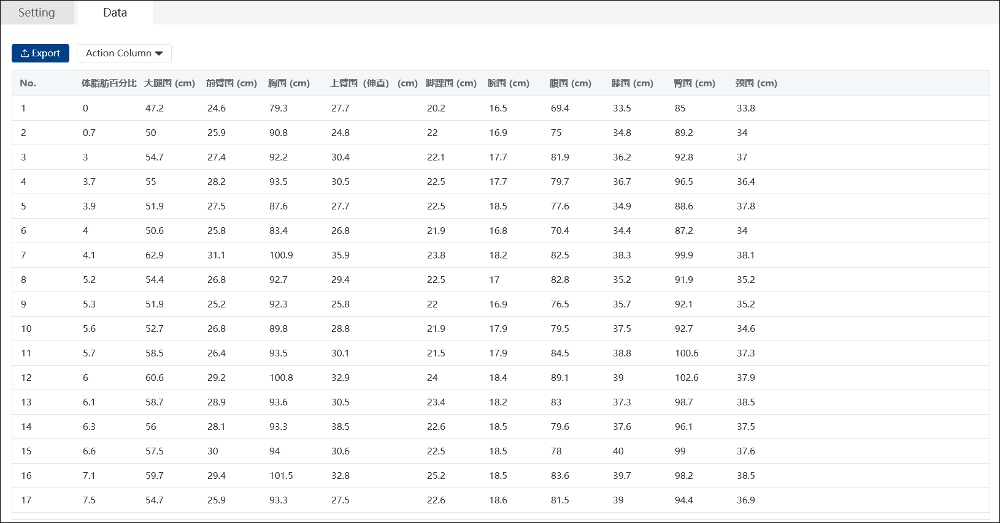 Setting Data
Export Action Column
No. 体脂肪百分比 大腿围 (cm) 前臂围 (cm) 胸围 (cm) 上臂围（伸直） (cm) 脚踝围 (cm) 腕围 (cm) 腹围 (cm) 膝围 (cm) 臀围 (cm) 颈围 (cm)
1 0 47.2 24.6 79.3 27.7 20.2 16.5 69.4 33.5 85 33.8
2 0.7 50 25.9 90.8 24.8 22 16.9 75 34.8 89.2 34
3 3 54.7 27.4 92.2 30.4 22.1 17.7 81.9 36.2 92.8 37
4 3.7 55 28.2 93.5 30.5 22.5 17.7 79.7 36.7 96.5 36.4
5 3.9 51.9 27.5 87.6 27.7 22.5 18.5 77.6 34.9 88.6 37.8
6 4 50.6 25.8 83.4 26.8 21.9 16.8 70.4 34.4 87.2 34
7 4.1 62.9 31.1 100.9 35.9 23.8 18.2 82.5 38.3 99.9 38.1
8 5.2 54.4 26.8 92.7 29.4 22.5 17 82.8 35.2 91.9 35.2
9 5.3 51.9 25.2 92.3 25.8 22 16.9 76.5 35.7 92.1 35.2
10 5.6 52.7 26.8 89.8 28.8 21.9 17.9 79.5 37.5 92.7 34.6
11 5.7 58.5 26.4 93.5 30.1 21.5 17.9 84.5 38.8 100.6 37.3
12 6 60.6 29.2 100.8 32.9 24 18.4 89.1 39 102.6 37.9
13 6.1 58.7 28.9 93.6 30.5 23.4 18.2 83 37.3 98.7 38.5
14 6.3 56 28.1 93.3 38.5 22.6 18.5 79.6 37.6 96.1 37.5
15 6.6 57.5 30 94 30.6 22.5 18.5 78 40 99 37.6
16 7.1 59.7 29.4 101.5 32.8 25.2 18.5 83.6 39.7 98.2 38.5
17 7.5 54.7 25.9 93.3 27.5 22.6 18.6 81.5 39 94.4 36.9